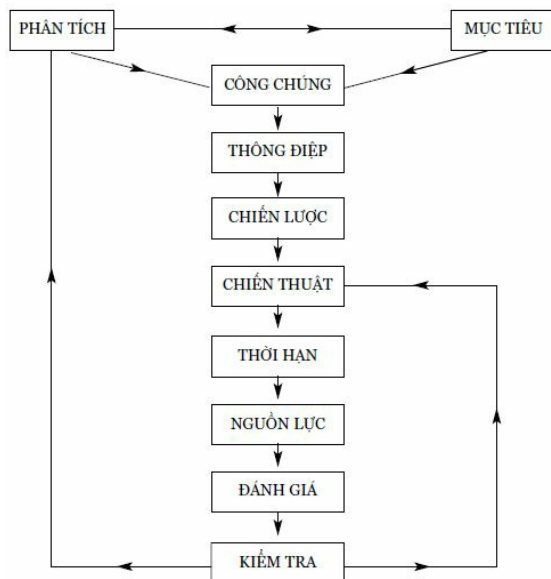 PHÂN TÍCH
MỤC TIÊU
CÔNG CHÚNG
THÔNG ĐIỆP
CHIẾN LƯỢC
CHIẾN THUẬT
THỜI HẠN
NGUỒN LỰC
ĐÁNH GIÁ
KIỂM TRA